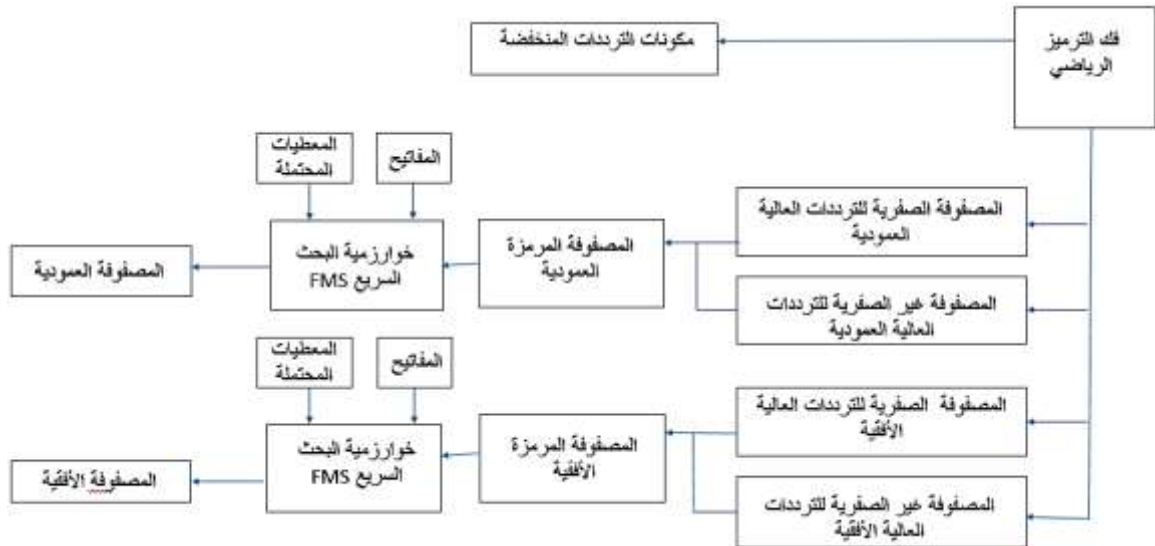 فك الترميز
الرياضي
مكونات الترددات المنخفضة
المصفوفة الصفرية للترددات العالية
العمودية
المصفوفة غير الصفرية للترددات
العالية العمودية
المصفوفة المرمزة
العمودية
المفاتيح
المعطيات
المحتملة
خوارزمية البحث
السريع FMS
المصفوفة العمودية
المصفوفة الصفرية للترددات العالية
الأفقية
المصفوفة غير الصفرية للترددات
العالية الأفقية
المصفوفة المرمزة
الأفقية
المفاتيح
المعطيات
المحتملة
خوارزمية البحث
السريع FMS
المصفوفة الأفقية